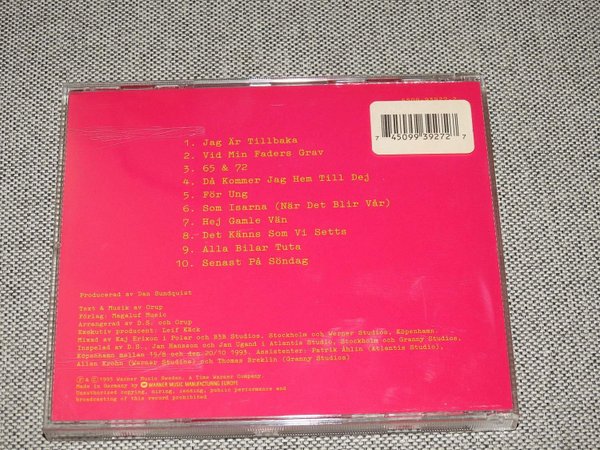 7 45099 39272 7
1. Jag Är Tillbaka
2. Vid Min Faders Grav
3. 65 & 72
4. Då Kommer Jag Hem Till Dej
5. För Ung
6. Som Isarna (När Det Blir Vår)
7. Hej Gamle Vän
8. Det Känns Som Vi Setts
9. Alla Bilar Tuta
10. Senast På Söndag
Producerad av Dan Sundquist
Text & Musik av Orup
Förlag: Magaluf Music
Arrangerad av D.S. och Orup
Exekutiv producent: Leif Käck
Mixad av Kaj Erixon i Polar och B3B Studios, Stockholm och Werner Studios, Köpenhamn.
Inspelad av D.S., Jan Hansson och Jan Ugand i Atlantis Studio, Stockholm och Granny Studios,
Köpenhamn mellan 15/8 och den 20/10 1993. Assistenter: Patrik Ahlin (Atlantis Studio),
Allan Krohn (Werner Studios) och Thomas Breklin (Granny Studios)
℗ & © 1993 Warner Music Sweden. A Time Warner Company.
Made in Germany by WARNER MUSIC MANUFACTURING EUROPE
Unauthorized copying, hiring, lending, public performance and
broadcasting of this record prohibited